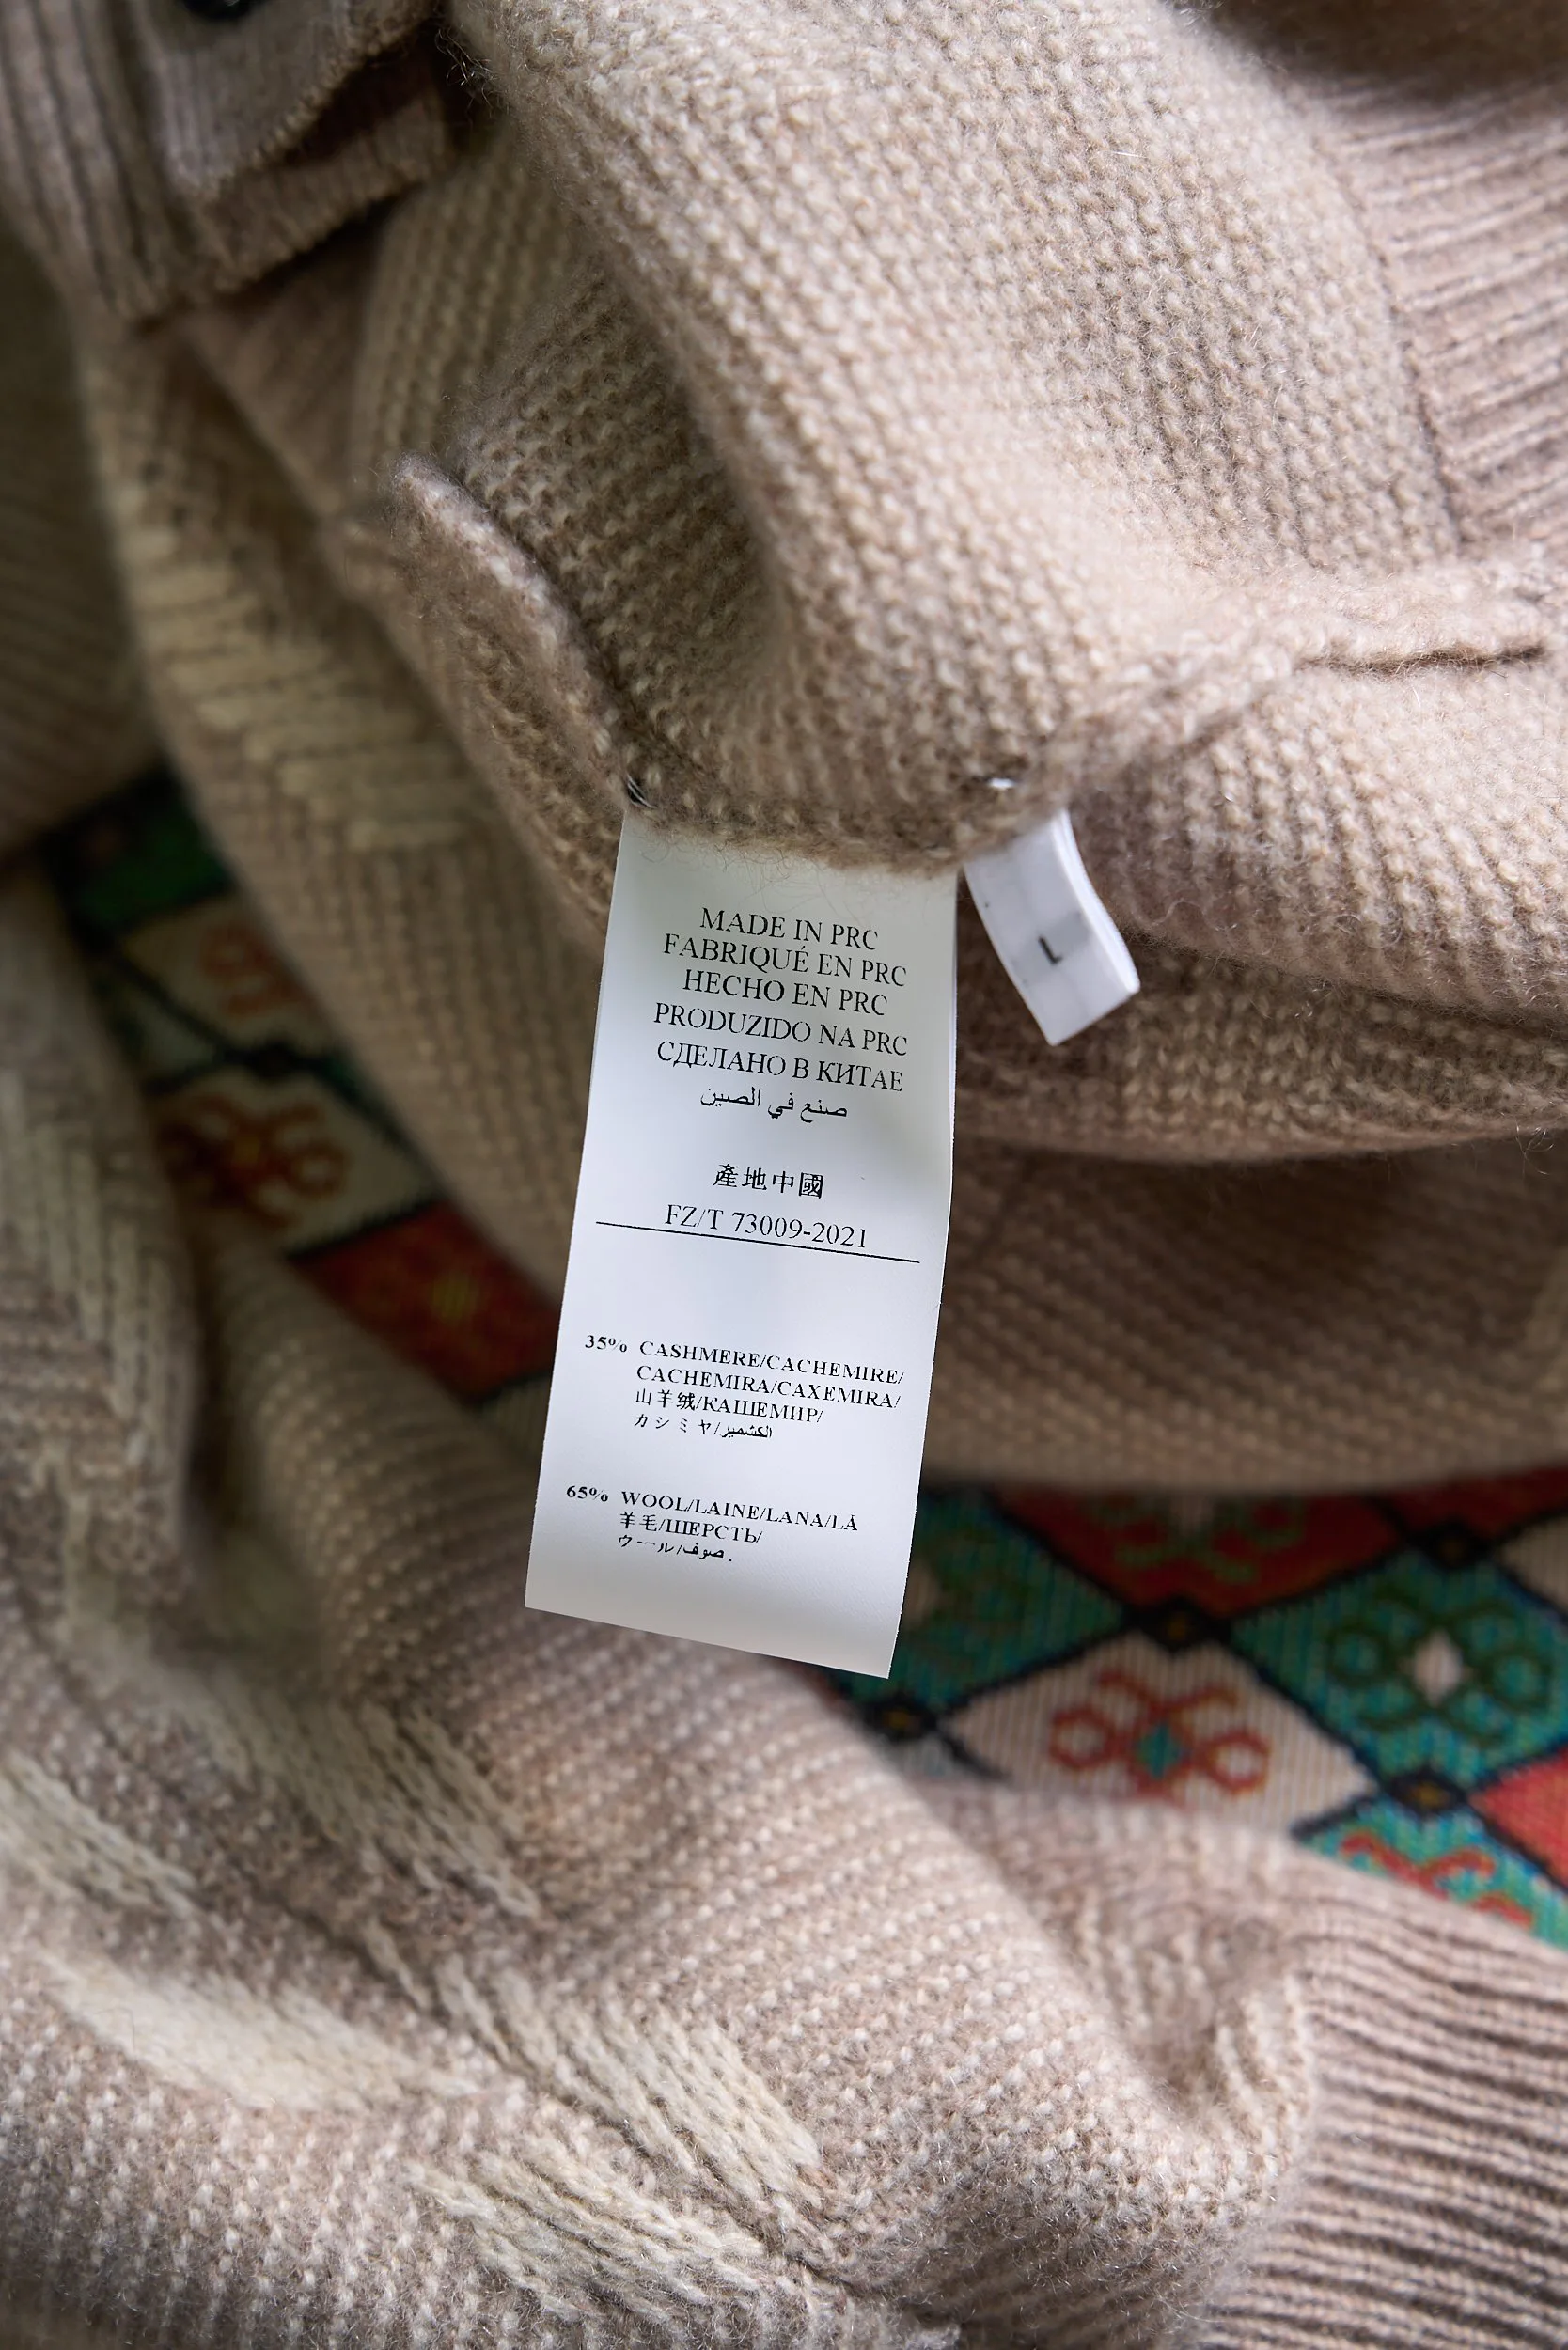 MADE IN PRC
FABRIQUÉ EN PRC
HECHO EN PRC
PRODUZIDO NA PRC
СДЕЛАНО В КИТАЕ
صنع في الصين
產地中國
FZ/T 73009-2021
35% CASHMERE/CACHEMIRE/
CACHEMIRA/CAXEMIRA/
山羊绒/КАШЕМИР/
カシミヤ/الكشمير
65% WOOL/LAINE/LANA/LÃ
羊毛/ШЕРСТЬ/
ウール/صوف.
L